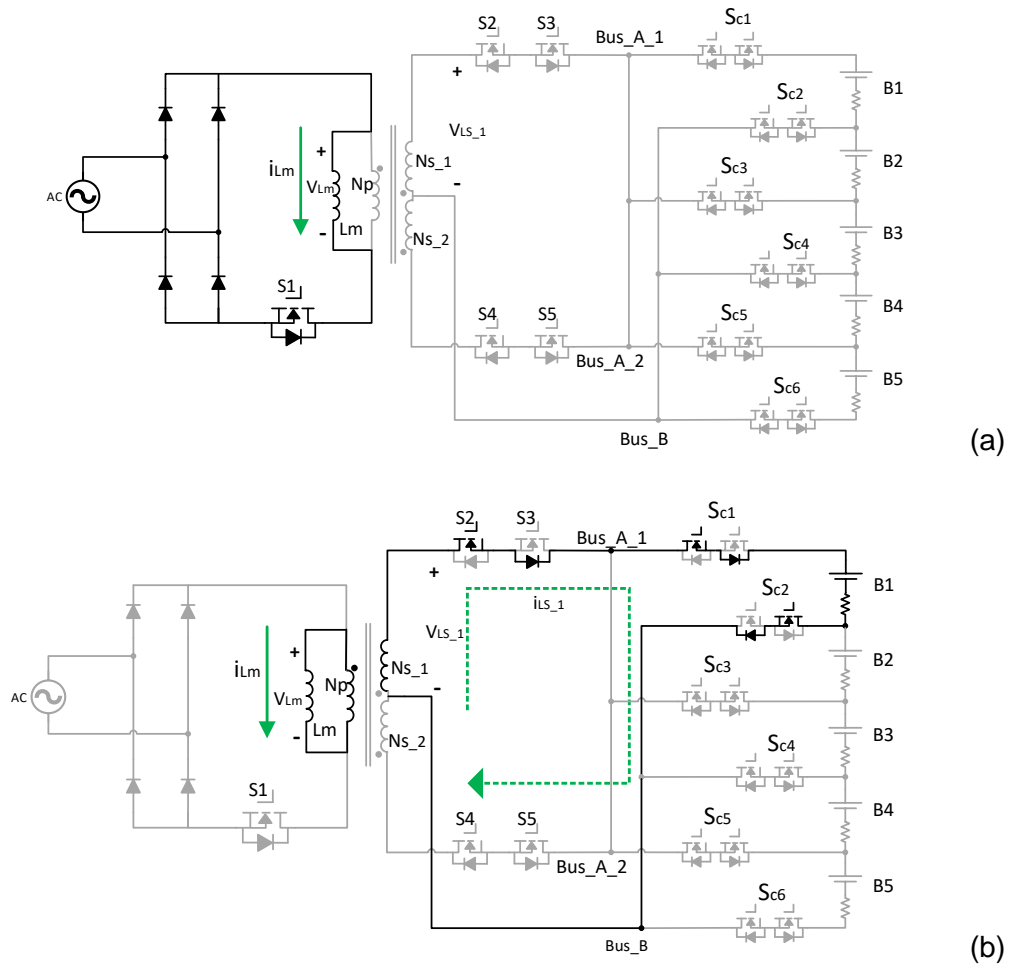 S2
S3
Bus_A_1
Sc1
+
B1
Sc2
VLS_1
iLm
+
VLm
Np
Ns_1
-
B2
Sc3
AC
-
Lm
Ns_2
B3
Sc4
S1
S4
S5
Sc5
B4
Bus_A_2
B5
Sc6
Bus_B
(a)
S2
S3
Bus_A_1
Sc1
+
B1
Sc2
iLS_1
VLS_1
iLm
+
VLm
Np
Ns_1
-
B2
Sc3
AC
-
Lm
Ns_2
B3
Sc4
S1
S4
S5
Sc5
B4
Bus_A_2
B5
Sc6
Bus_B
(b)